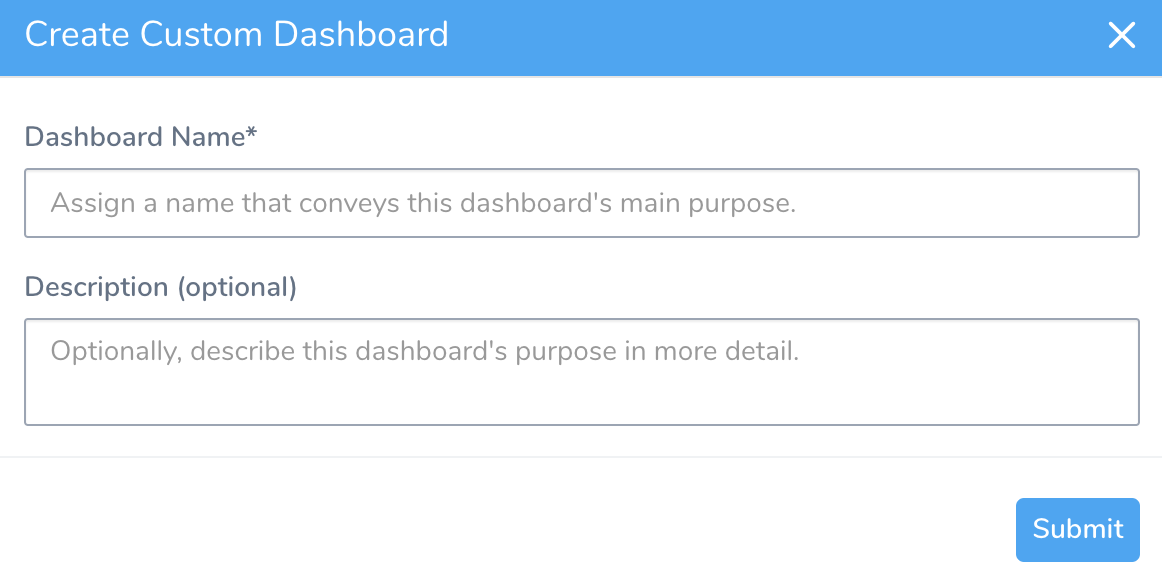 Create Custom Dashboard
Dashboard Name*
Assign a name that conveys this dashboard's main purpose.
Description (optional)
Optionally, describe this dashboard's purpose in more detail.
Submit